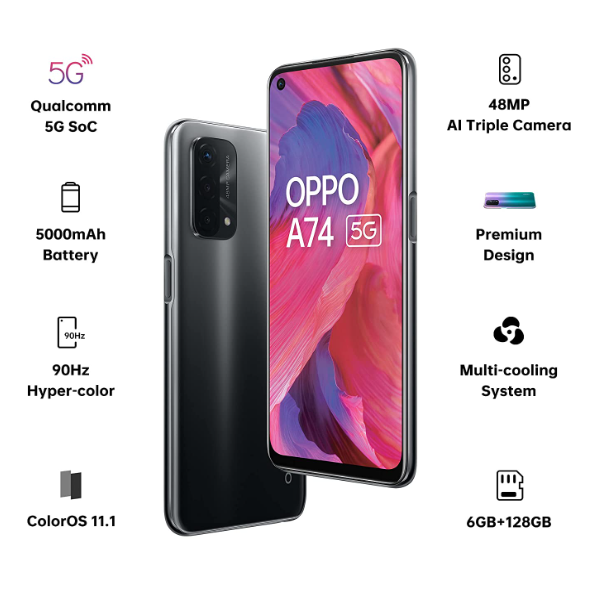 5G
Qualcomm
5G SoC
5000mAh
Battery
90Hz
90Hz
Hyper-color
ColorOS 11.1
OPPO
A74 5G
48MP
AI Triple Camera
Premium
Design
Multi-cooling
System
6GB+128GB